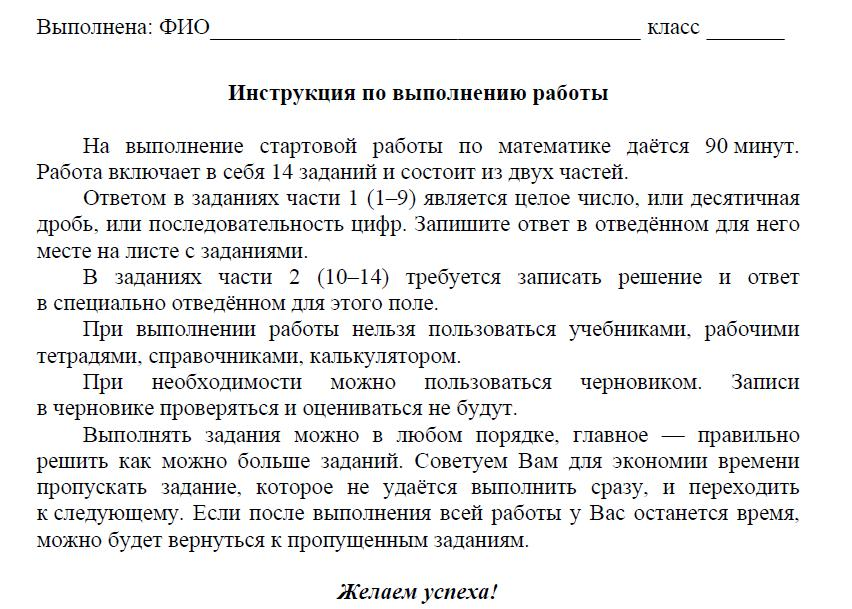 Выполнена: ФИО_______________________________________ класс _______
Инструкция по выполнению работы
На выполнение стартовой работы по математике даётся 90 минут.
Работа включает в себя 14 заданий и состоит из двух частей.
Ответом в заданиях части 1 (1–9) является целое число, или десятичная
дробь, или последовательность цифр. Запишите ответ в отведённом для него
месте на листе с заданиями.
В заданиях части 2 (10–14) требуется записать решение и ответ
в специально отведённом для этого поле.
При выполнении работы нельзя пользоваться учебниками, рабочими
тетрадями, справочниками, калькулятором.
При необходимости можно пользоваться черновиком. Записи
в черновике проверяться и оцениваться не будут.
Выполнять задания можно в любом порядке, главное — правильно
решить как можно больше заданий. Советуем Вам для экономии времени
пропускать задание, которое не удаётся выполнить сразу, и переходить
к следующему. Если после выполнения всей работы у Вас останется время,
можно будет вернуться к пропущенным заданиям.
Желаем успеха!